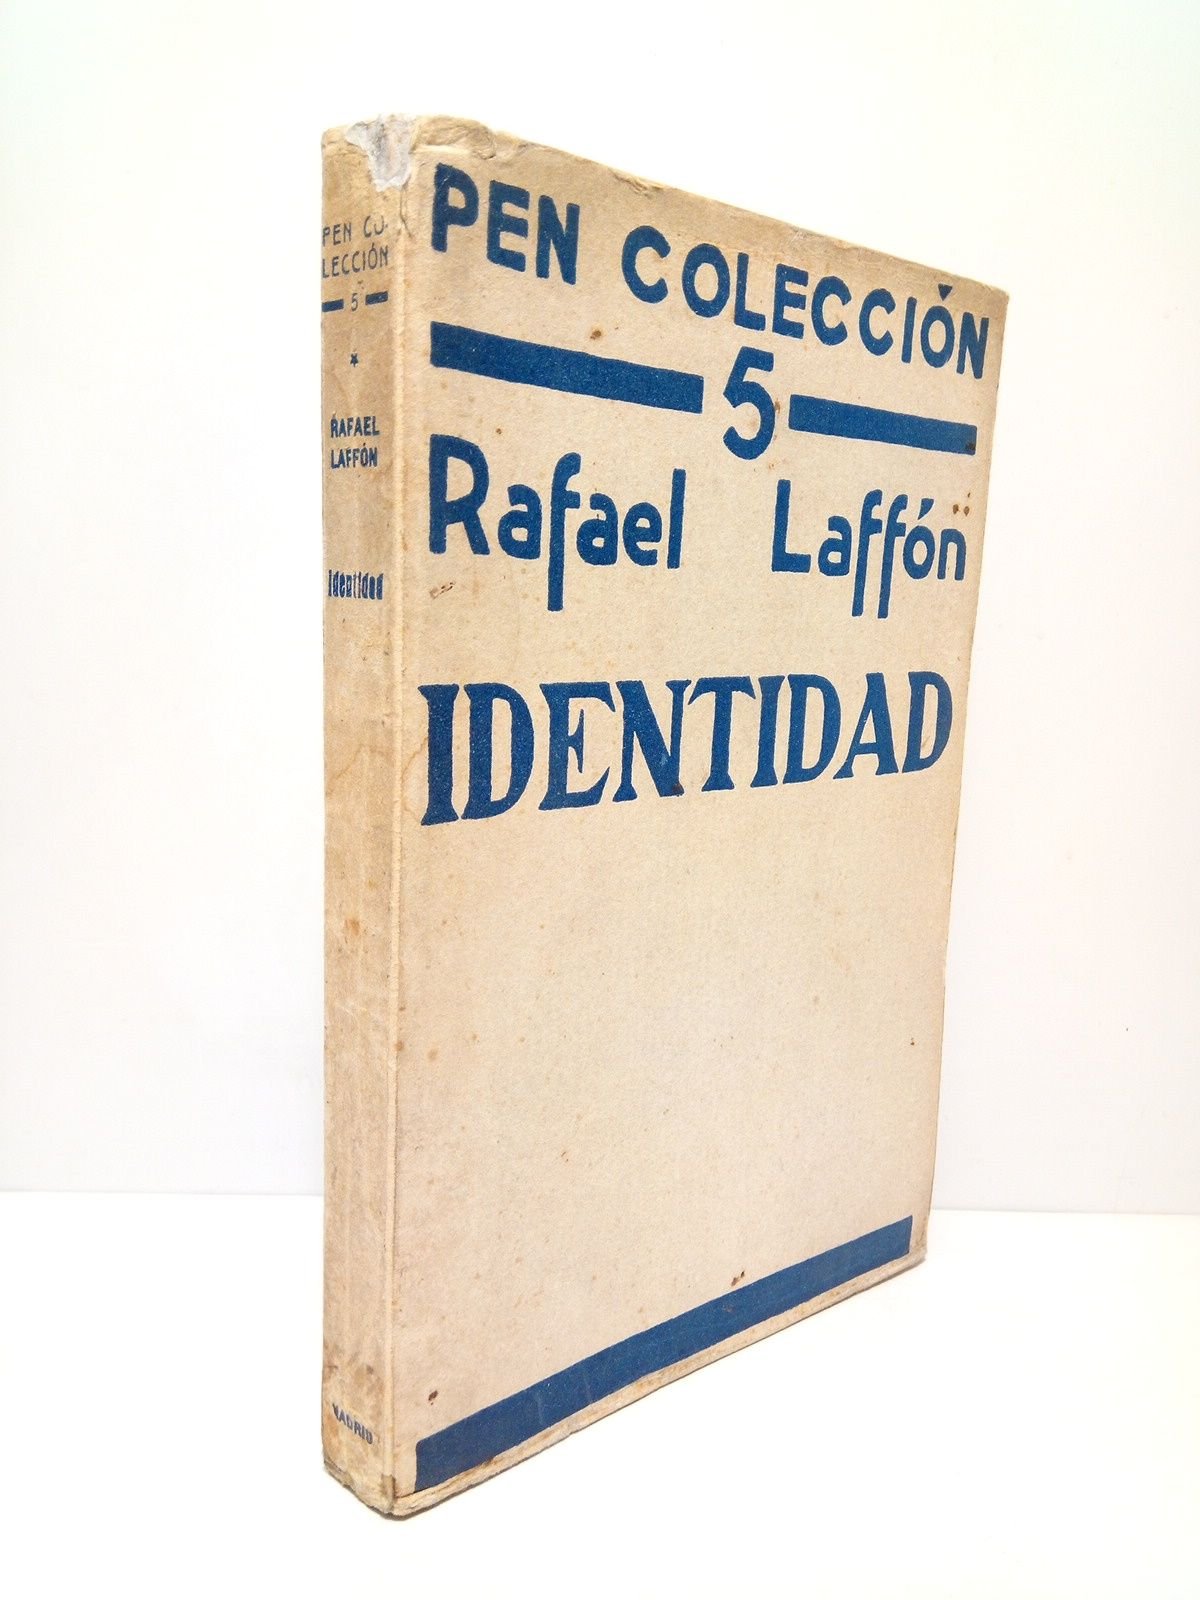 PEN COLECCIÓN
5
Rafael Laffón
IDENTIDAD
PEN CO-
LECCIÓN
5
RAFAEL
LAFFÓN
Identidad
MADRID